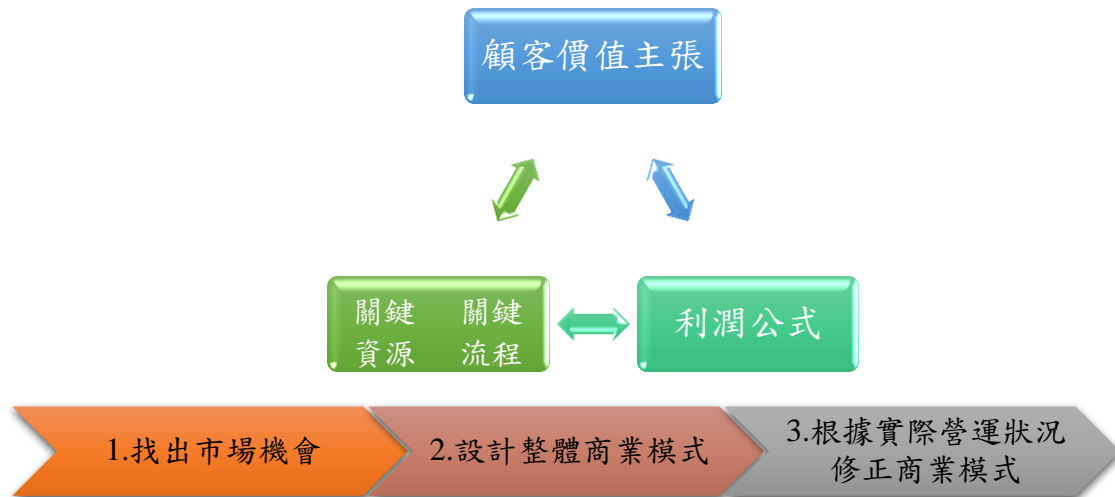 顧客價值主張
關鍵 關鍵
資源 流程
利潤公式
1.找出市場機會
2.設計整體商業模式
3.根據實際營運狀況
修正商業模式